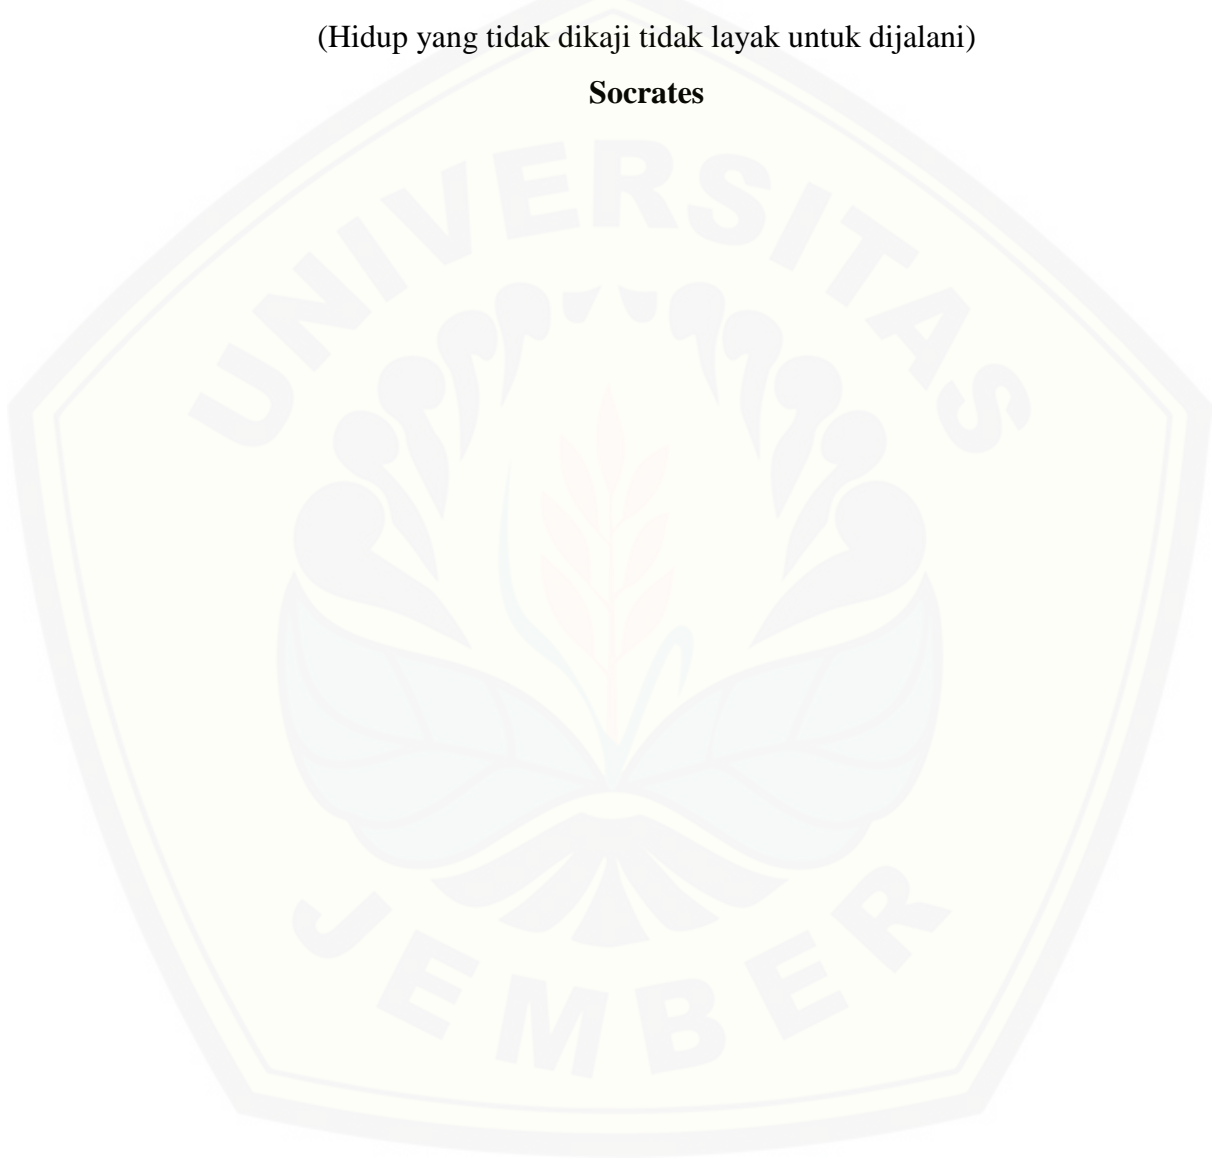 (Hidup yang tidak dikaji tidak layak untuk dijalani)
Socrates
UNIVERSITAS
JEMBER